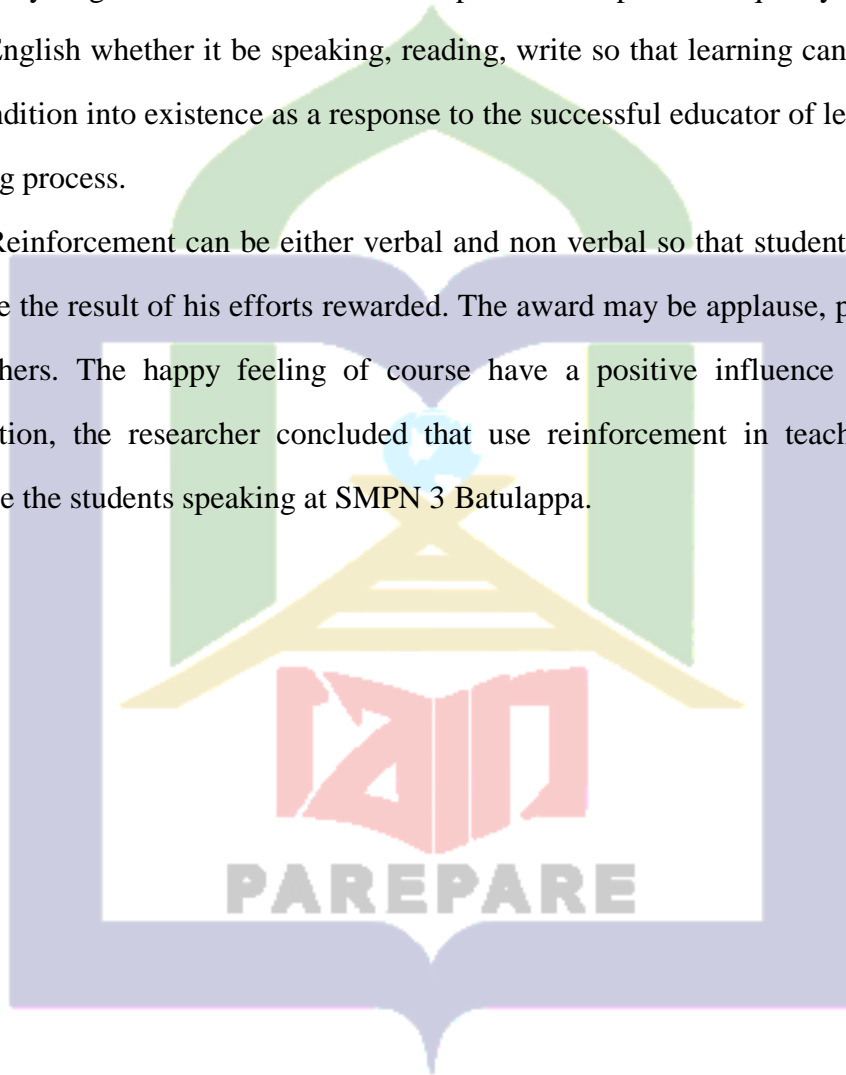 English whether it be speaking, reading, write so that learning can
ndition into existence as a response to the successful educator of le
g process.
Reinforcement can be either verbal and non verbal so that student
e the result of his efforts rewarded. The award may be applause, p
hers. The happy feeling of course have a positive influence
tion, the researcher concluded that use reinforcement in teach
e the students speaking at SMPN 3 Batulappa.
iain
PAREPARE